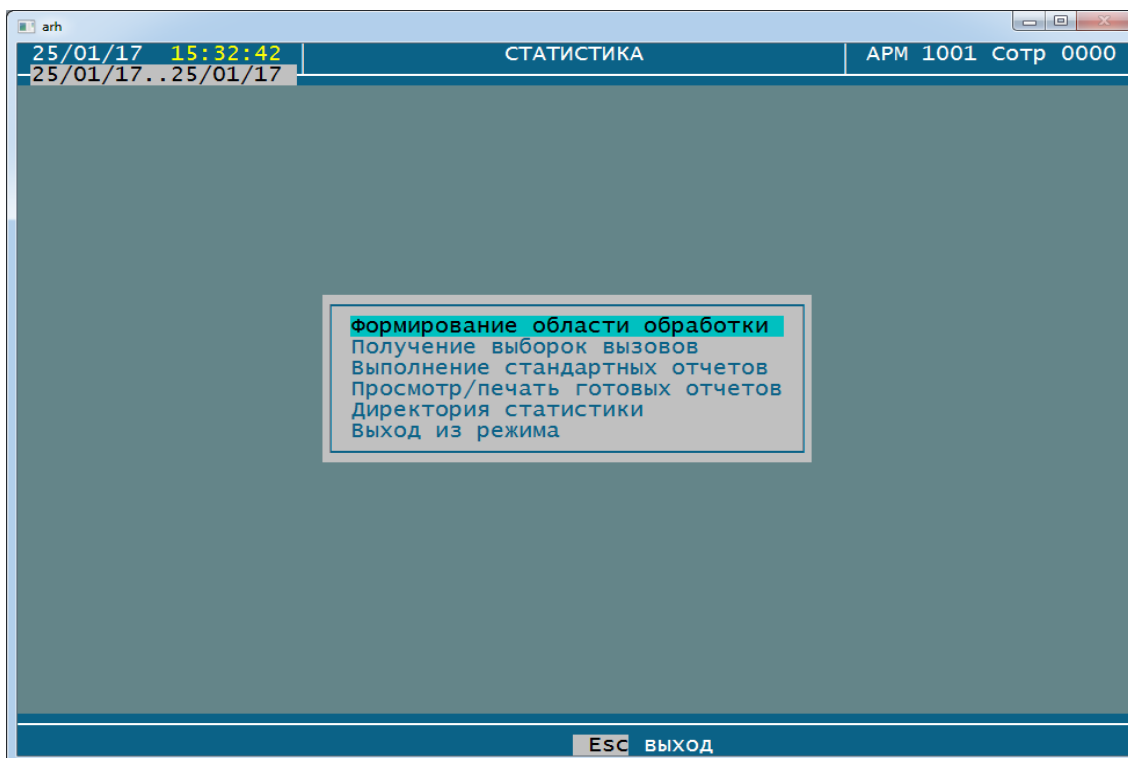 arh
25/01/17 15:32:42 СТАТИСТИКА АРМ 1001 Сотр 0000
25/01/17..25/01/17
Формирование области обработки
Получение выборок вызовов
Выполнение стандартных отчетов
Просмотр/печать готовых отчетов
Директория статистики
Выход из режима
Esc выход